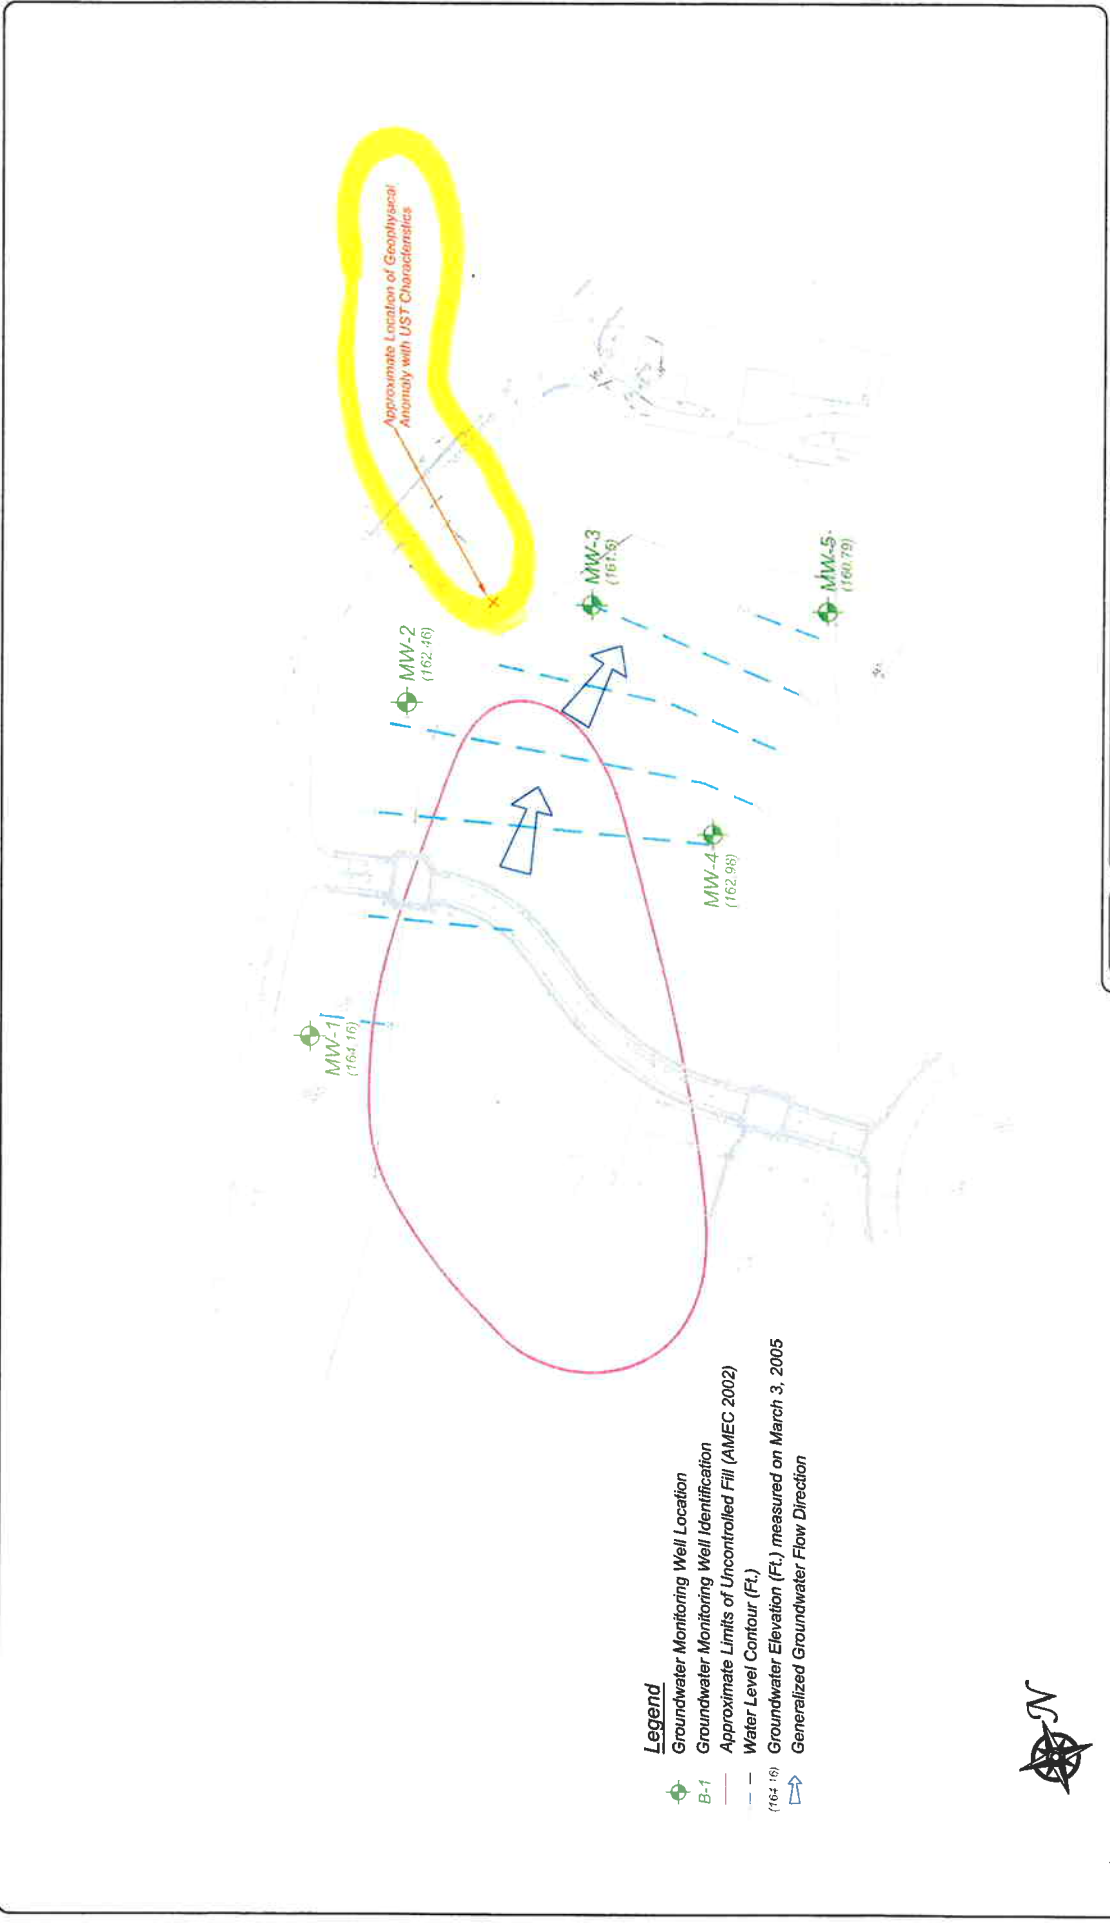 Approximate Location of Geophysical
Anomaly with UST Characteristics
MW-1
(164.16)
MW-2
(162.46)
MW-3
(161.6)
MW-4
(162.98)
MW-5
(160.79)
Legend
Groundwater Monitoring Well Location
B-1 Groundwater Monitoring Well Identification
Approximate Limits of Uncontrolled Fill (AMEC 2002)
Water Level Contour (Ft.)
(164.16) Groundwater Elevation (Ft.) measured on March 3, 2005
Generalized Groundwater Flow Direction
N